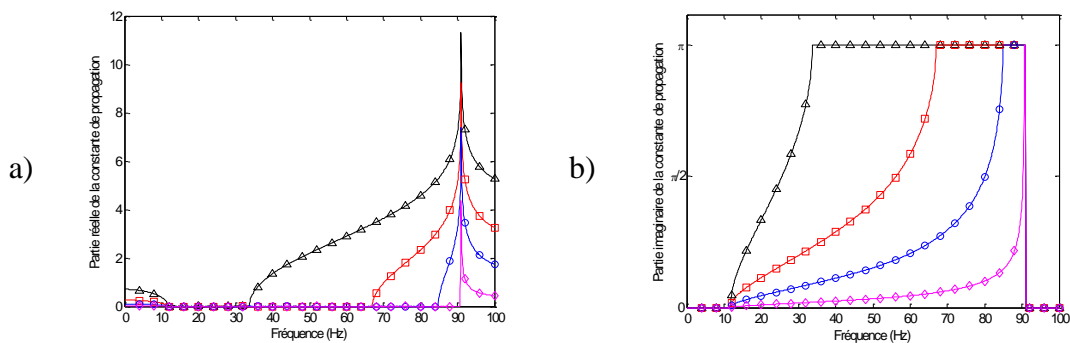 a)
Partie réelle de la constante de propagation
12
10
8
6
4
2
0
0 10 20 30 40 50 60 70 80 90 100
Fréquence (Hz)
b)
Partie imaginaire de la constante de propagation
π
π/2
0
0 10 20 30 40 50 60 70 80 90 100
Fréquence (Hz)